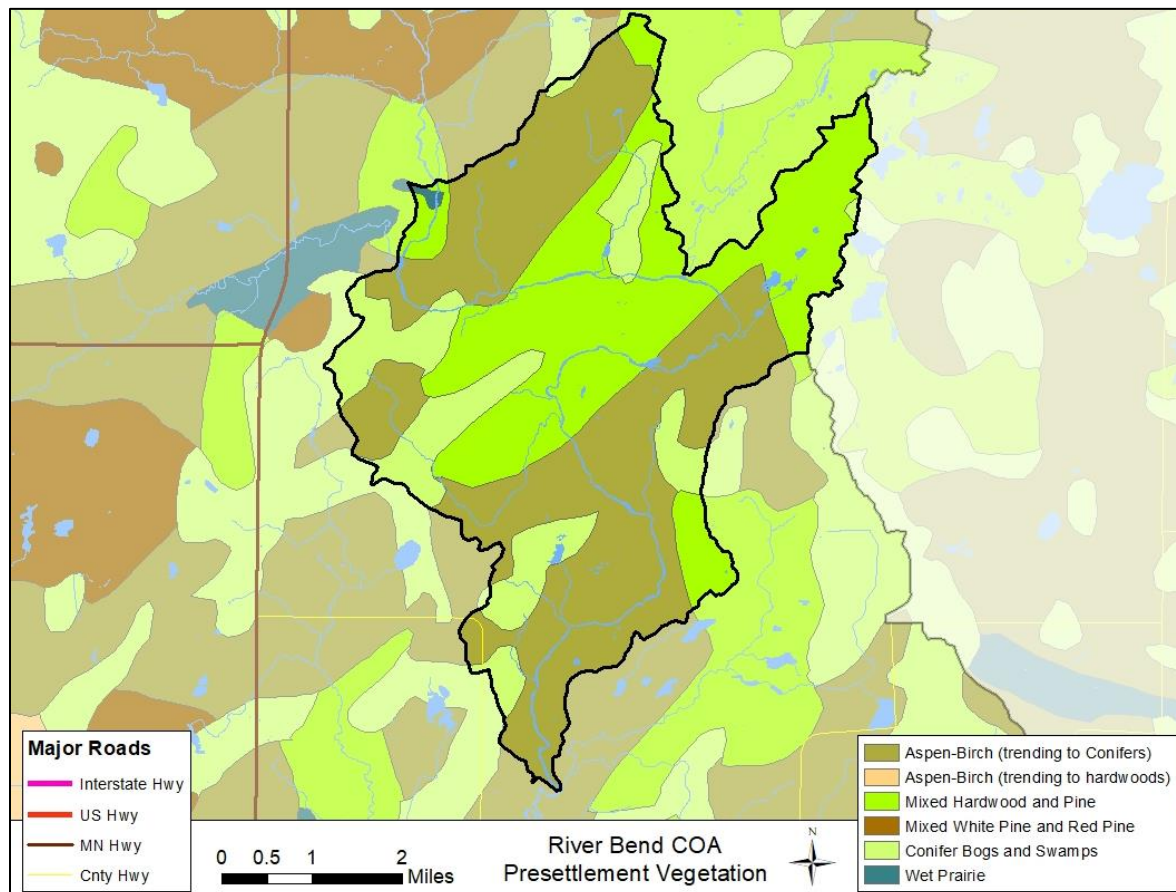 Major Roads
Interstate Hwy
US Hwy
MN Hwy
Cnty Hwy
0 0.5 1 2
Miles
River Bend COA
Presettlement Vegetation
N
Aspen-Birch (trending to Conifers)
Aspen-Birch (trending to hardwoods)
Mixed Hardwood and Pine
Mixed White Pine and Red Pine
Conifer Bogs and Swamps
Wet Prairie